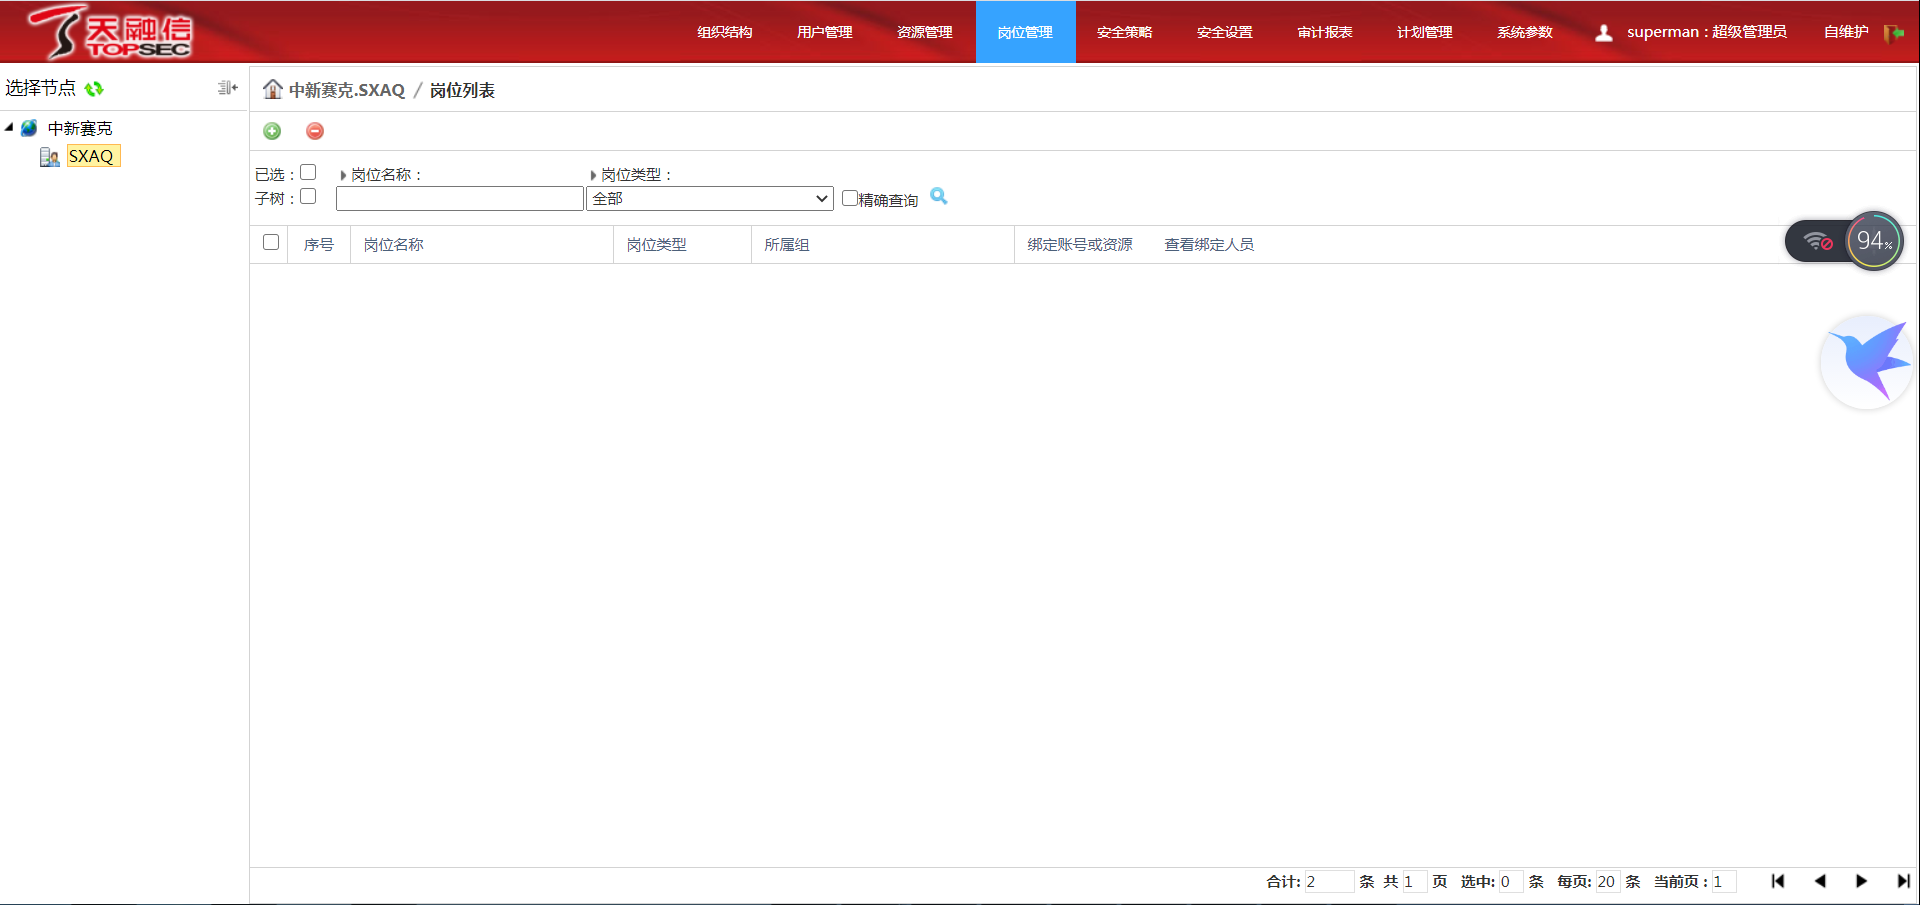 天融信
TOPSEC
组织结构 用户管理 资源管理 岗位管理 安全策略 安全设置 审计报表 计划管理 系统参数 superman：超级管理员 自维护
选择节点
中新赛克
SXAQ
中新赛克.SXAQ / 岗位列表
已选： 岗位名称： 岗位类型：
子树： 全部 精确查询
序号 岗位名称 岗位类型 所属组 绑定账号或资源 查看绑定人员
94%
合计: 2 条 共 1 页 选中: 0 条 每页: 20 条 当前页： 1